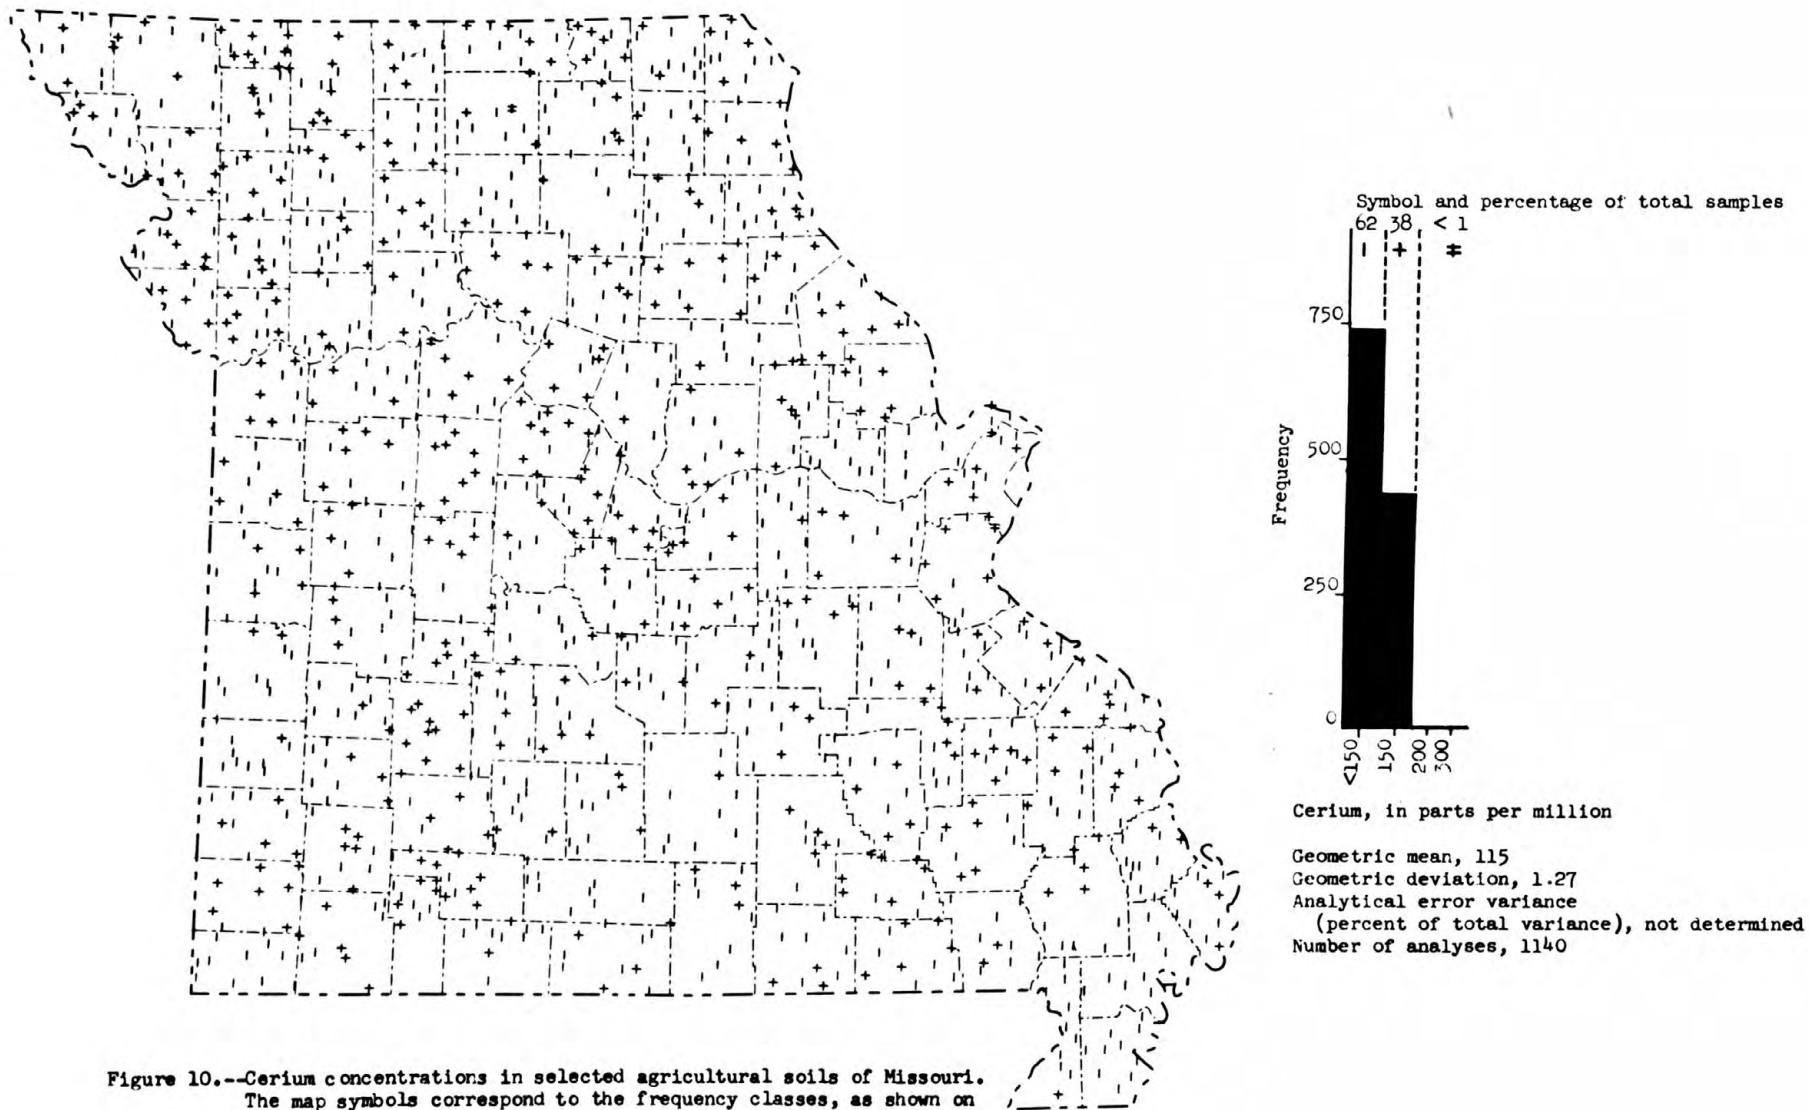 Symbol and percentage of total samples
62 38 < 1
750
500
250
0
Frequency
<150 150 200 300
Cerium, in parts per million
Geometric mean, 115
Geometric deviation, 1.27
Analytical error variance
(percent of total variance), not determined
Number of analyses, 1140
Figure 10.--Cerium concentrations in selected agricultural soils of Missouri.
The map symbols correspond to the frequency classes, as shown on